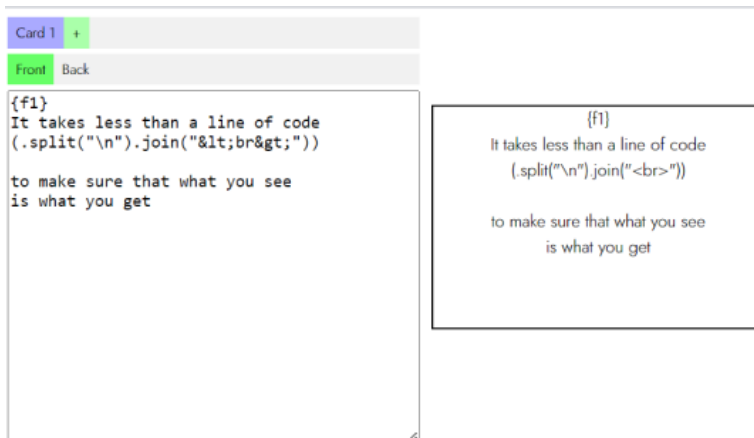 Card 1 +
Front Back
{f1}
It takes less than a line of code
(.split("\n").join("&lt;br&gt;"))
to make sure that what you see
is what you get
{f1}
It takes less than a line of code
(.split("\n").join("<br>"))
to make sure that what you see
is what you get